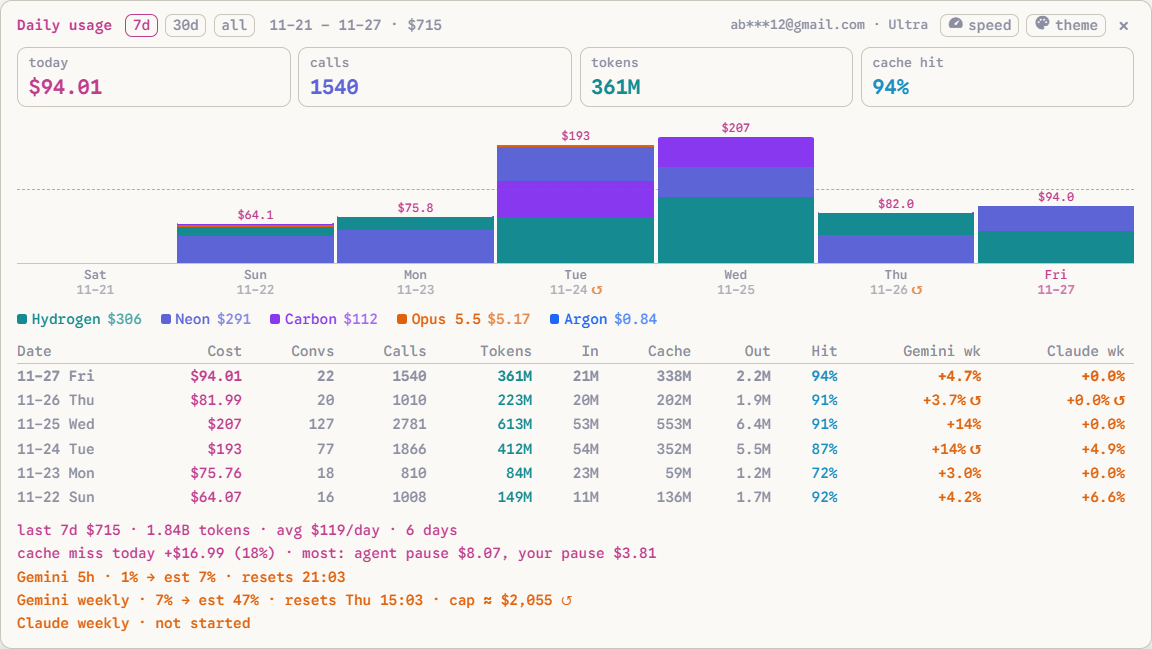 Daily usage 7d 30d all 11-21 - 11-27 · $715 ab***12@gmail.com · Ultra speed theme ×
today calls tokens cache hit
$94.01 1540 361M 94%
$64.1 $75.8 $193 $207 $82.0 $94.0
Sat Sun Mon Tue Wed Thu Fri
11-21 11-22 11-23 11-24 ↺ 11-25 11-26 ↺ 11-27
Hydrogen $306 Neon $291 Carbon $112 Opus 5.5 $5.17 Argon $0.84
Date Cost Convs Calls Tokens In Cache Out Hit Gemini wk Claude wk
11-27 Fri $94.01 22 1540 361M 21M 338M 2.2M 94% +4.7% +0.0%
11-26 Thu $81.99 20 1010 223M 20M 202M 1.9M 91% +3.7% ↺ +0.0% ↺
11-25 Wed $207 127 2781 613M 53M 553M 6.4M 91% +14% +0.0%
11-24 Tue $193 77 1866 412M 54M 352M 5.5M 87% +14% ↺ +4.9%
11-23 Mon $75.76 18 810 84M 23M 59M 1.2M 72% +3.0% +0.0%
11-22 Sun $64.07 16 1008 149M 11M 136M 1.7M 92% +4.2% +6.6%
last 7d $715 · 1.84B tokens · avg $119/day · 6 days
cache miss today +$16.99 (18%) · most: agent pause $8.07, your pause $3.81
Gemini 5h · 1% → est 7% · resets 21:03
Gemini weekly · 7% → est 47% · resets Thu 15:03 · cap ≈ $2,055 ↺
Claude weekly · not started